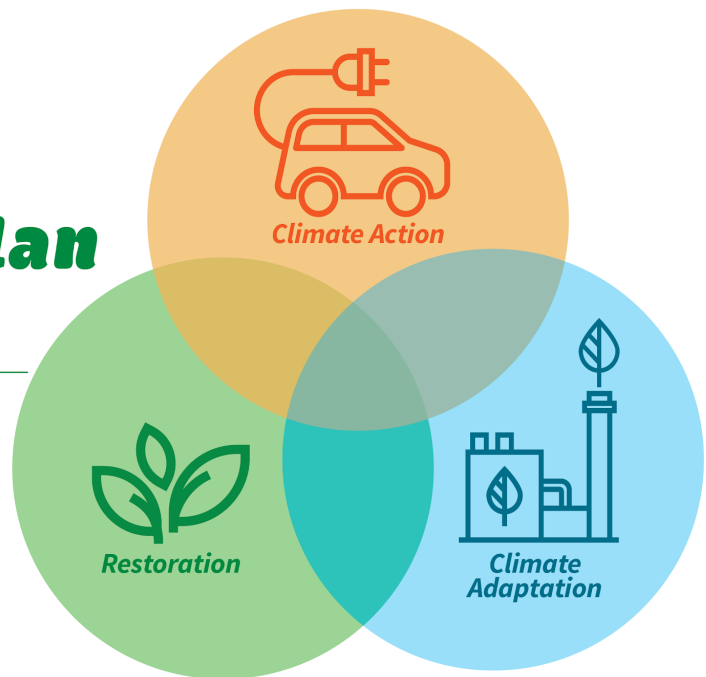 lan
Climate Action
Restoration
Climate
Adaptation